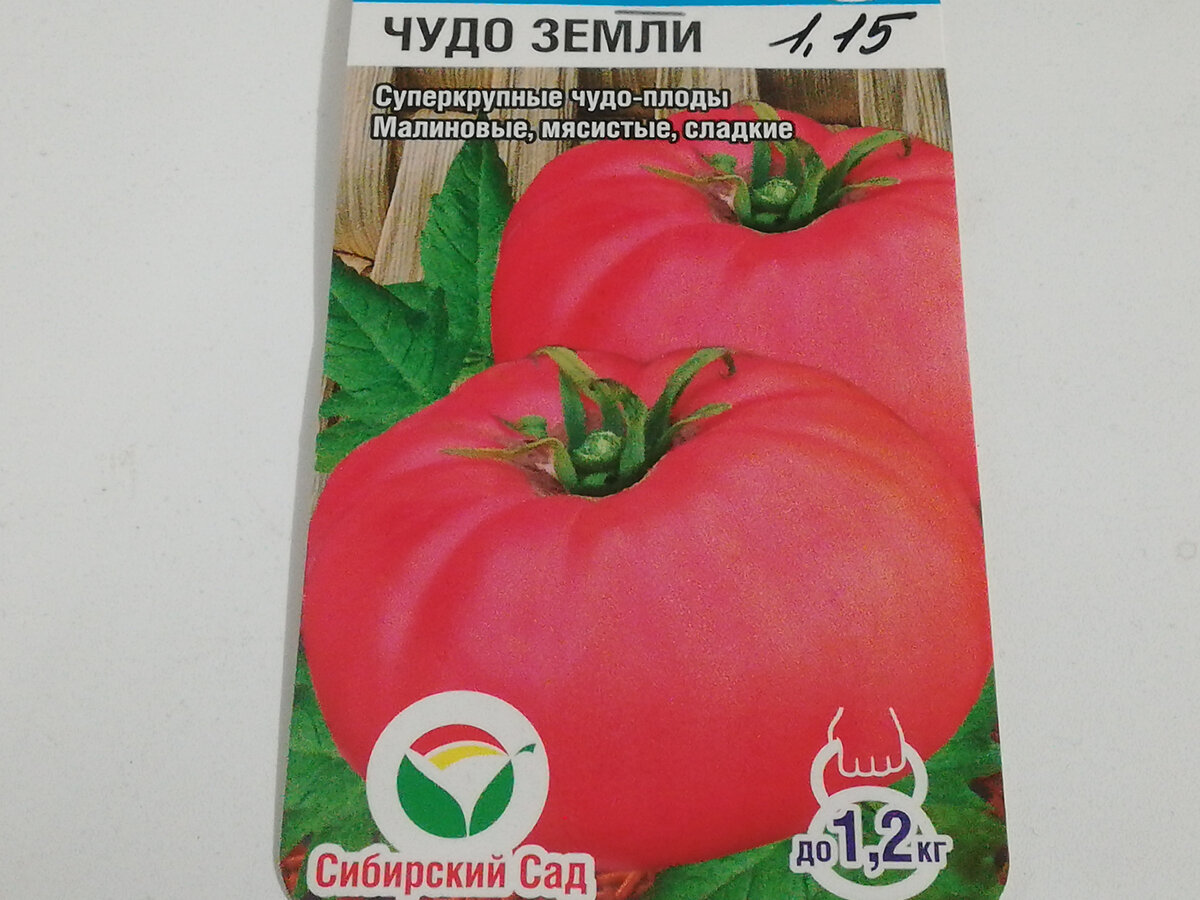 ЧУДО ЗЕМЛИ 1,15
Суперкрупные чудо-плоды
Малиновые, мясистые, сладкие
Сибирский Сад
до 1,2 кг